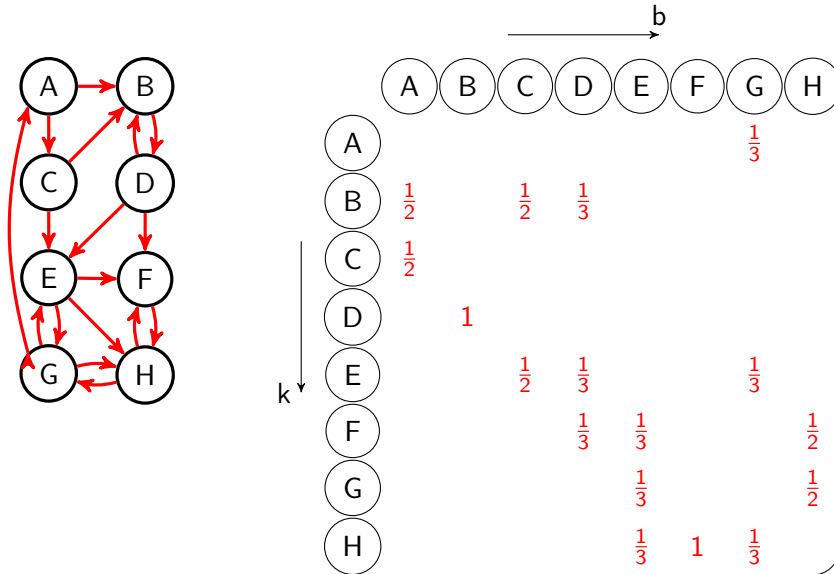 b
A B C D E F G H
A B
A 1/3
B 1/2 1/2 1/3
C D
C 1/2
D 1
E F
k
E 1/2 1/3 1/3
F 1/3 1/3 1/2
G H
G 1/3 1/2
H 1/3 1 1/3